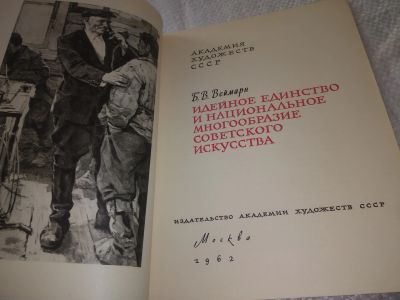 АКАДЕМИЯ
ХУДОЖЕСТВ
СССР
Б. В. Веймарн
ИДЕЙНОЕ ЕДИНСТВО
И НАЦИОНАЛЬНОЕ
МНОГООБРАЗИЕ
СОВЕТСКОГО
ИСКУССТВА
ИЗДАТЕЛЬСТВО АКАДЕМИИ ХУДОЖЕСТВ СССР
Москва
1962